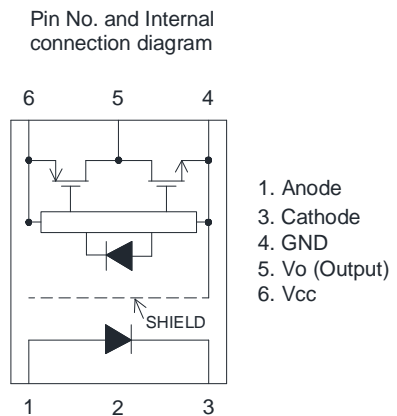 Pin No. and Internal
connection diagram
6 5 4
SHIELD
1 2 3
1. Anode
3. Cathode
4. GND
5. Vo (Output)
6. Vcc